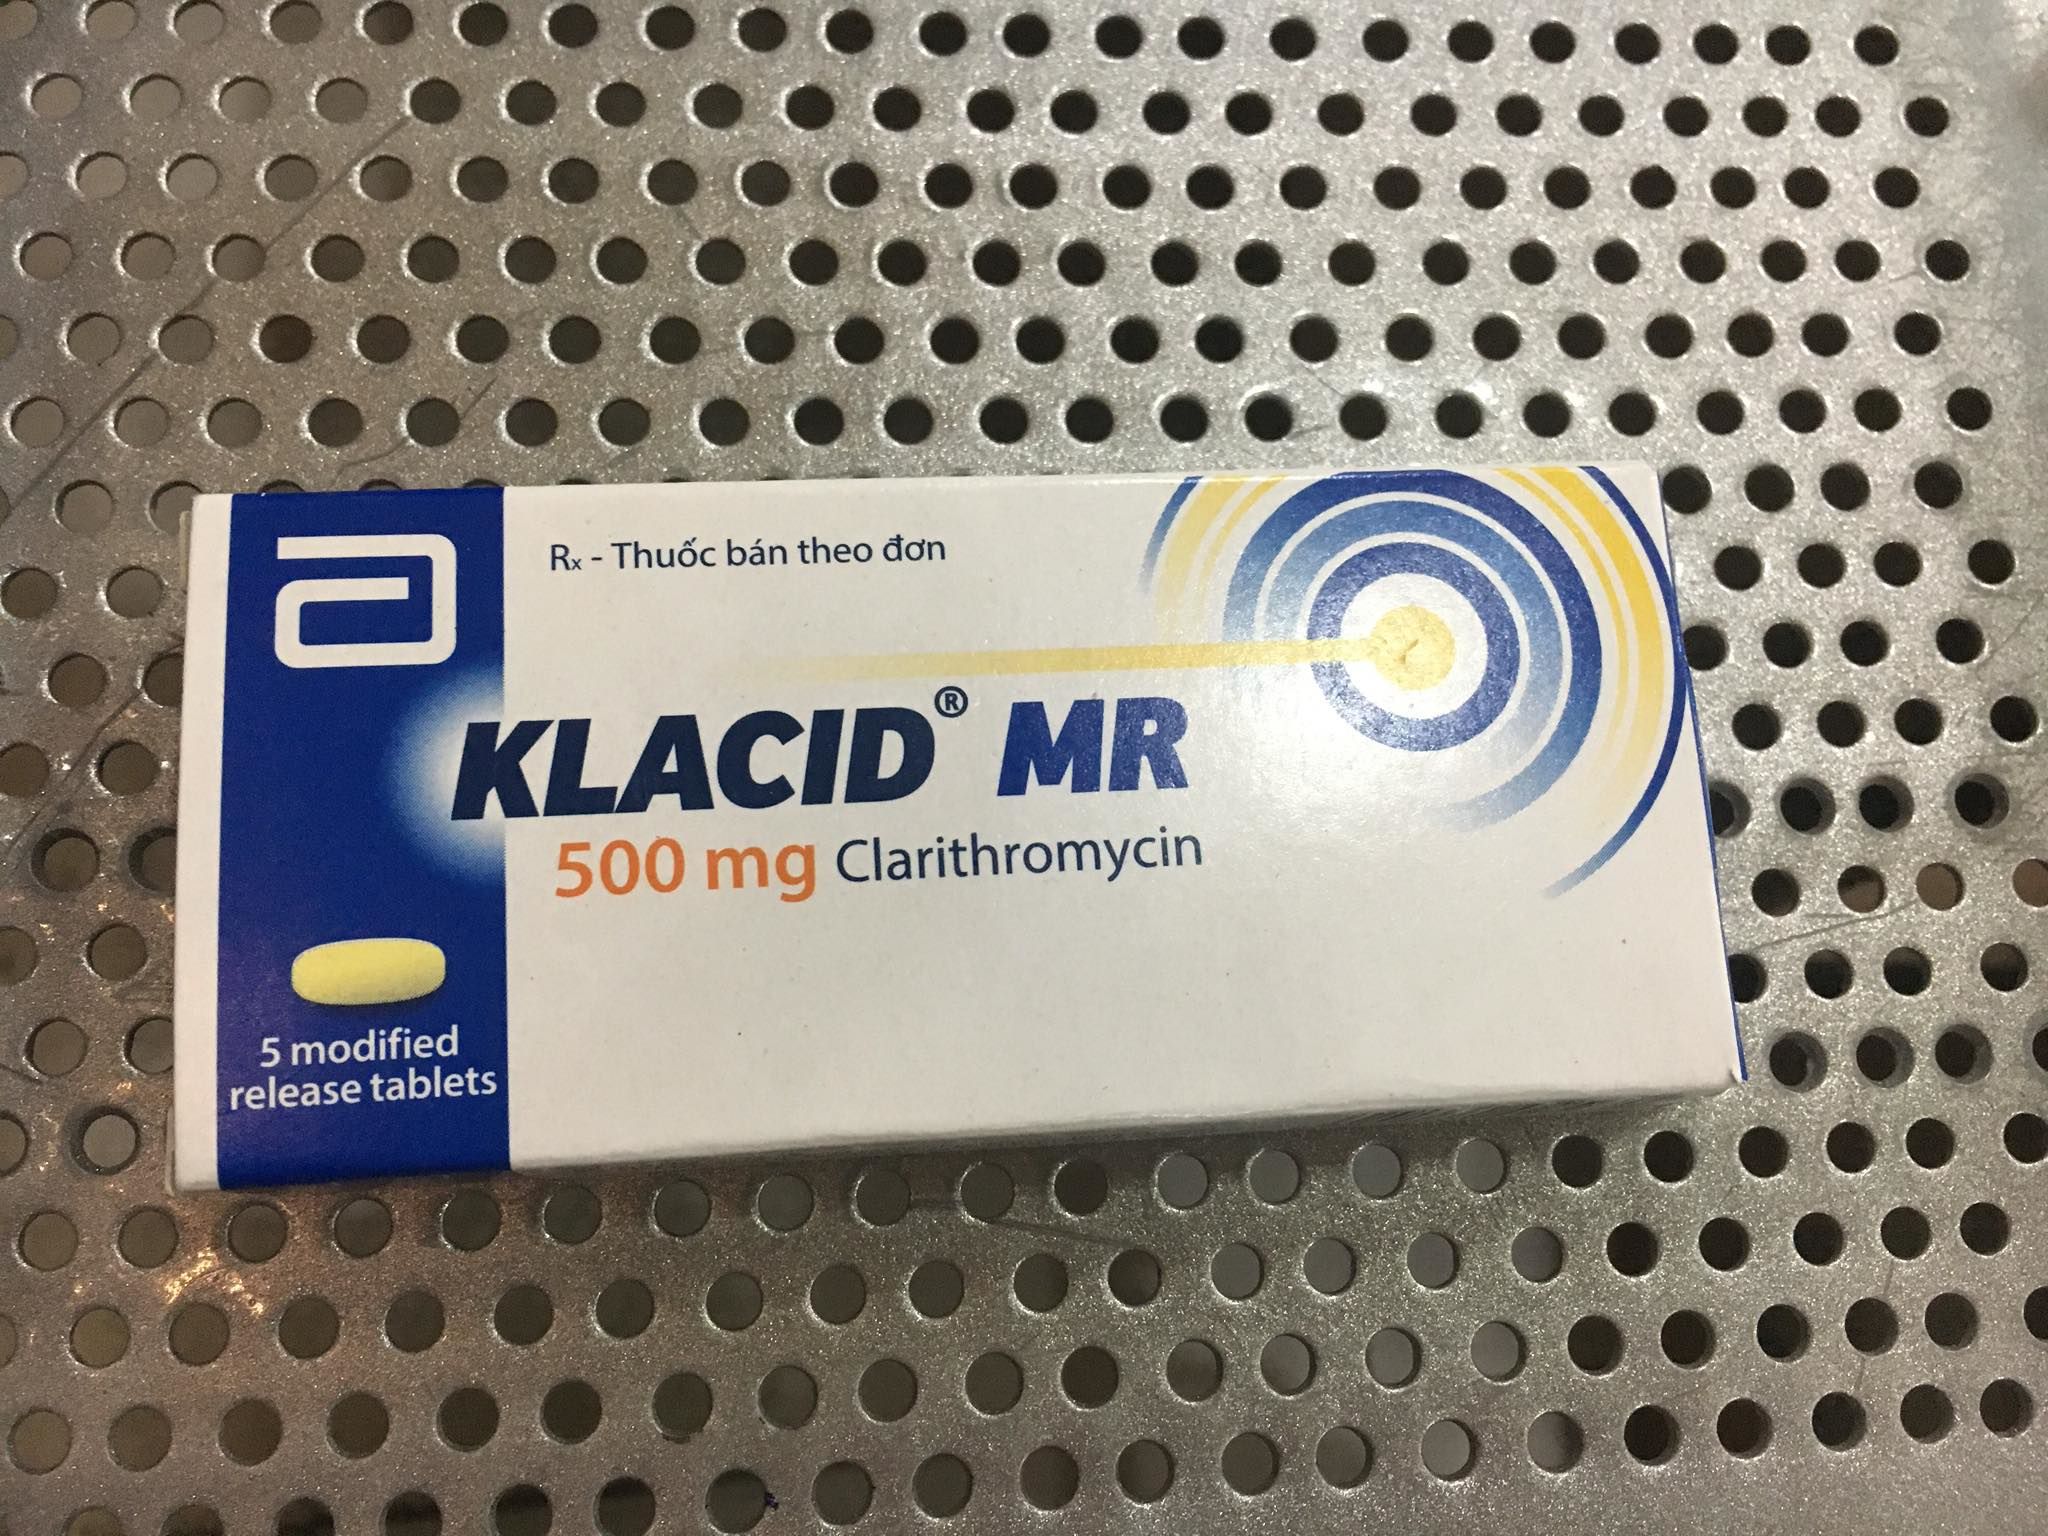 Rx - Thuốc bán theo đơn
KLACID® MR
500 mg Clarithromycin
5 modified
release tablets